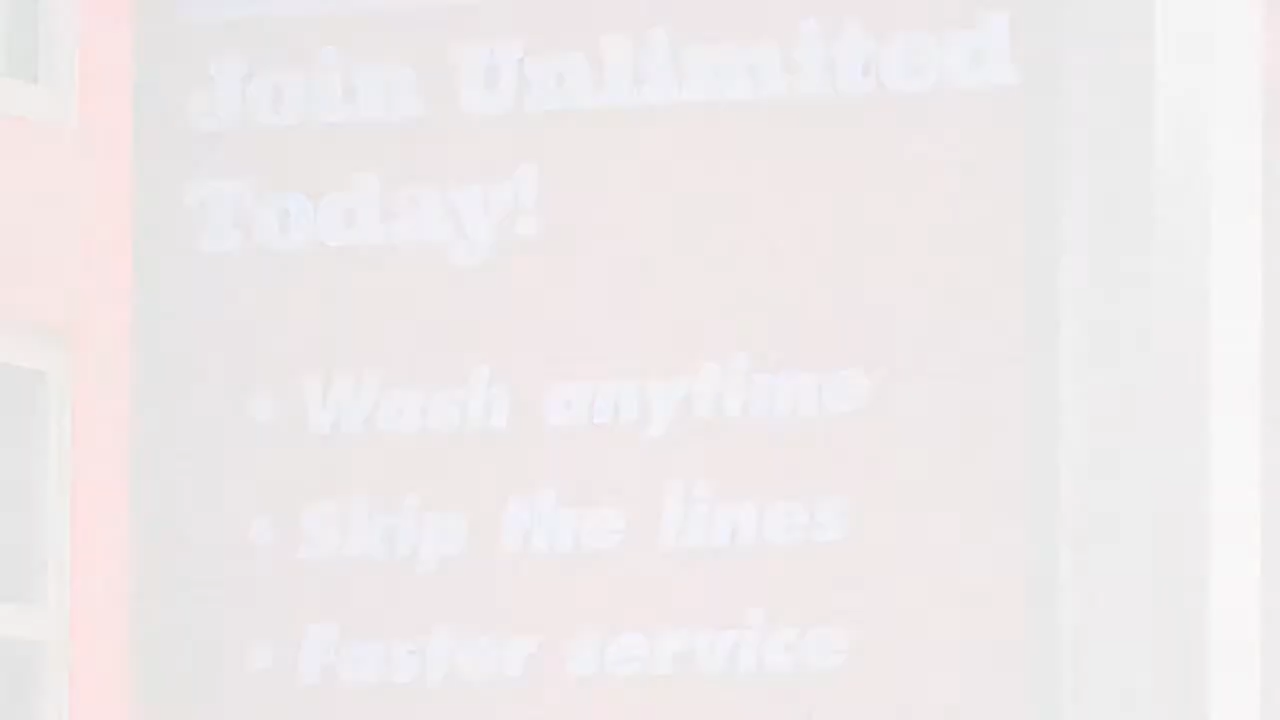 Join Unlimited
Today!
• Wash anytime
• Skip the lines
• Faster service